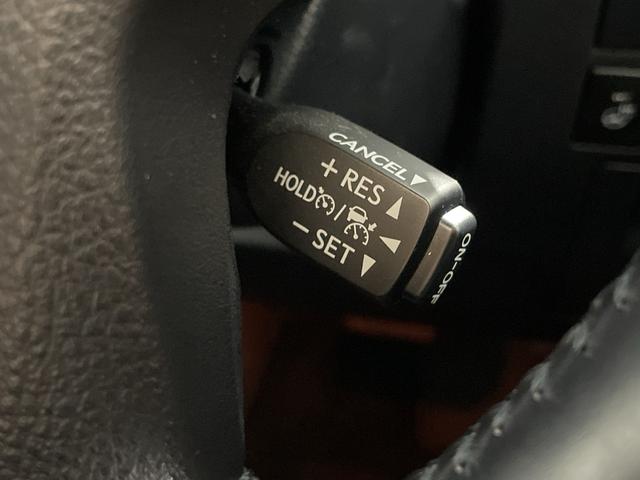 CANCEL▼
+ RES ▲
HOLD / ◀
− SET ▼
ON-OFF